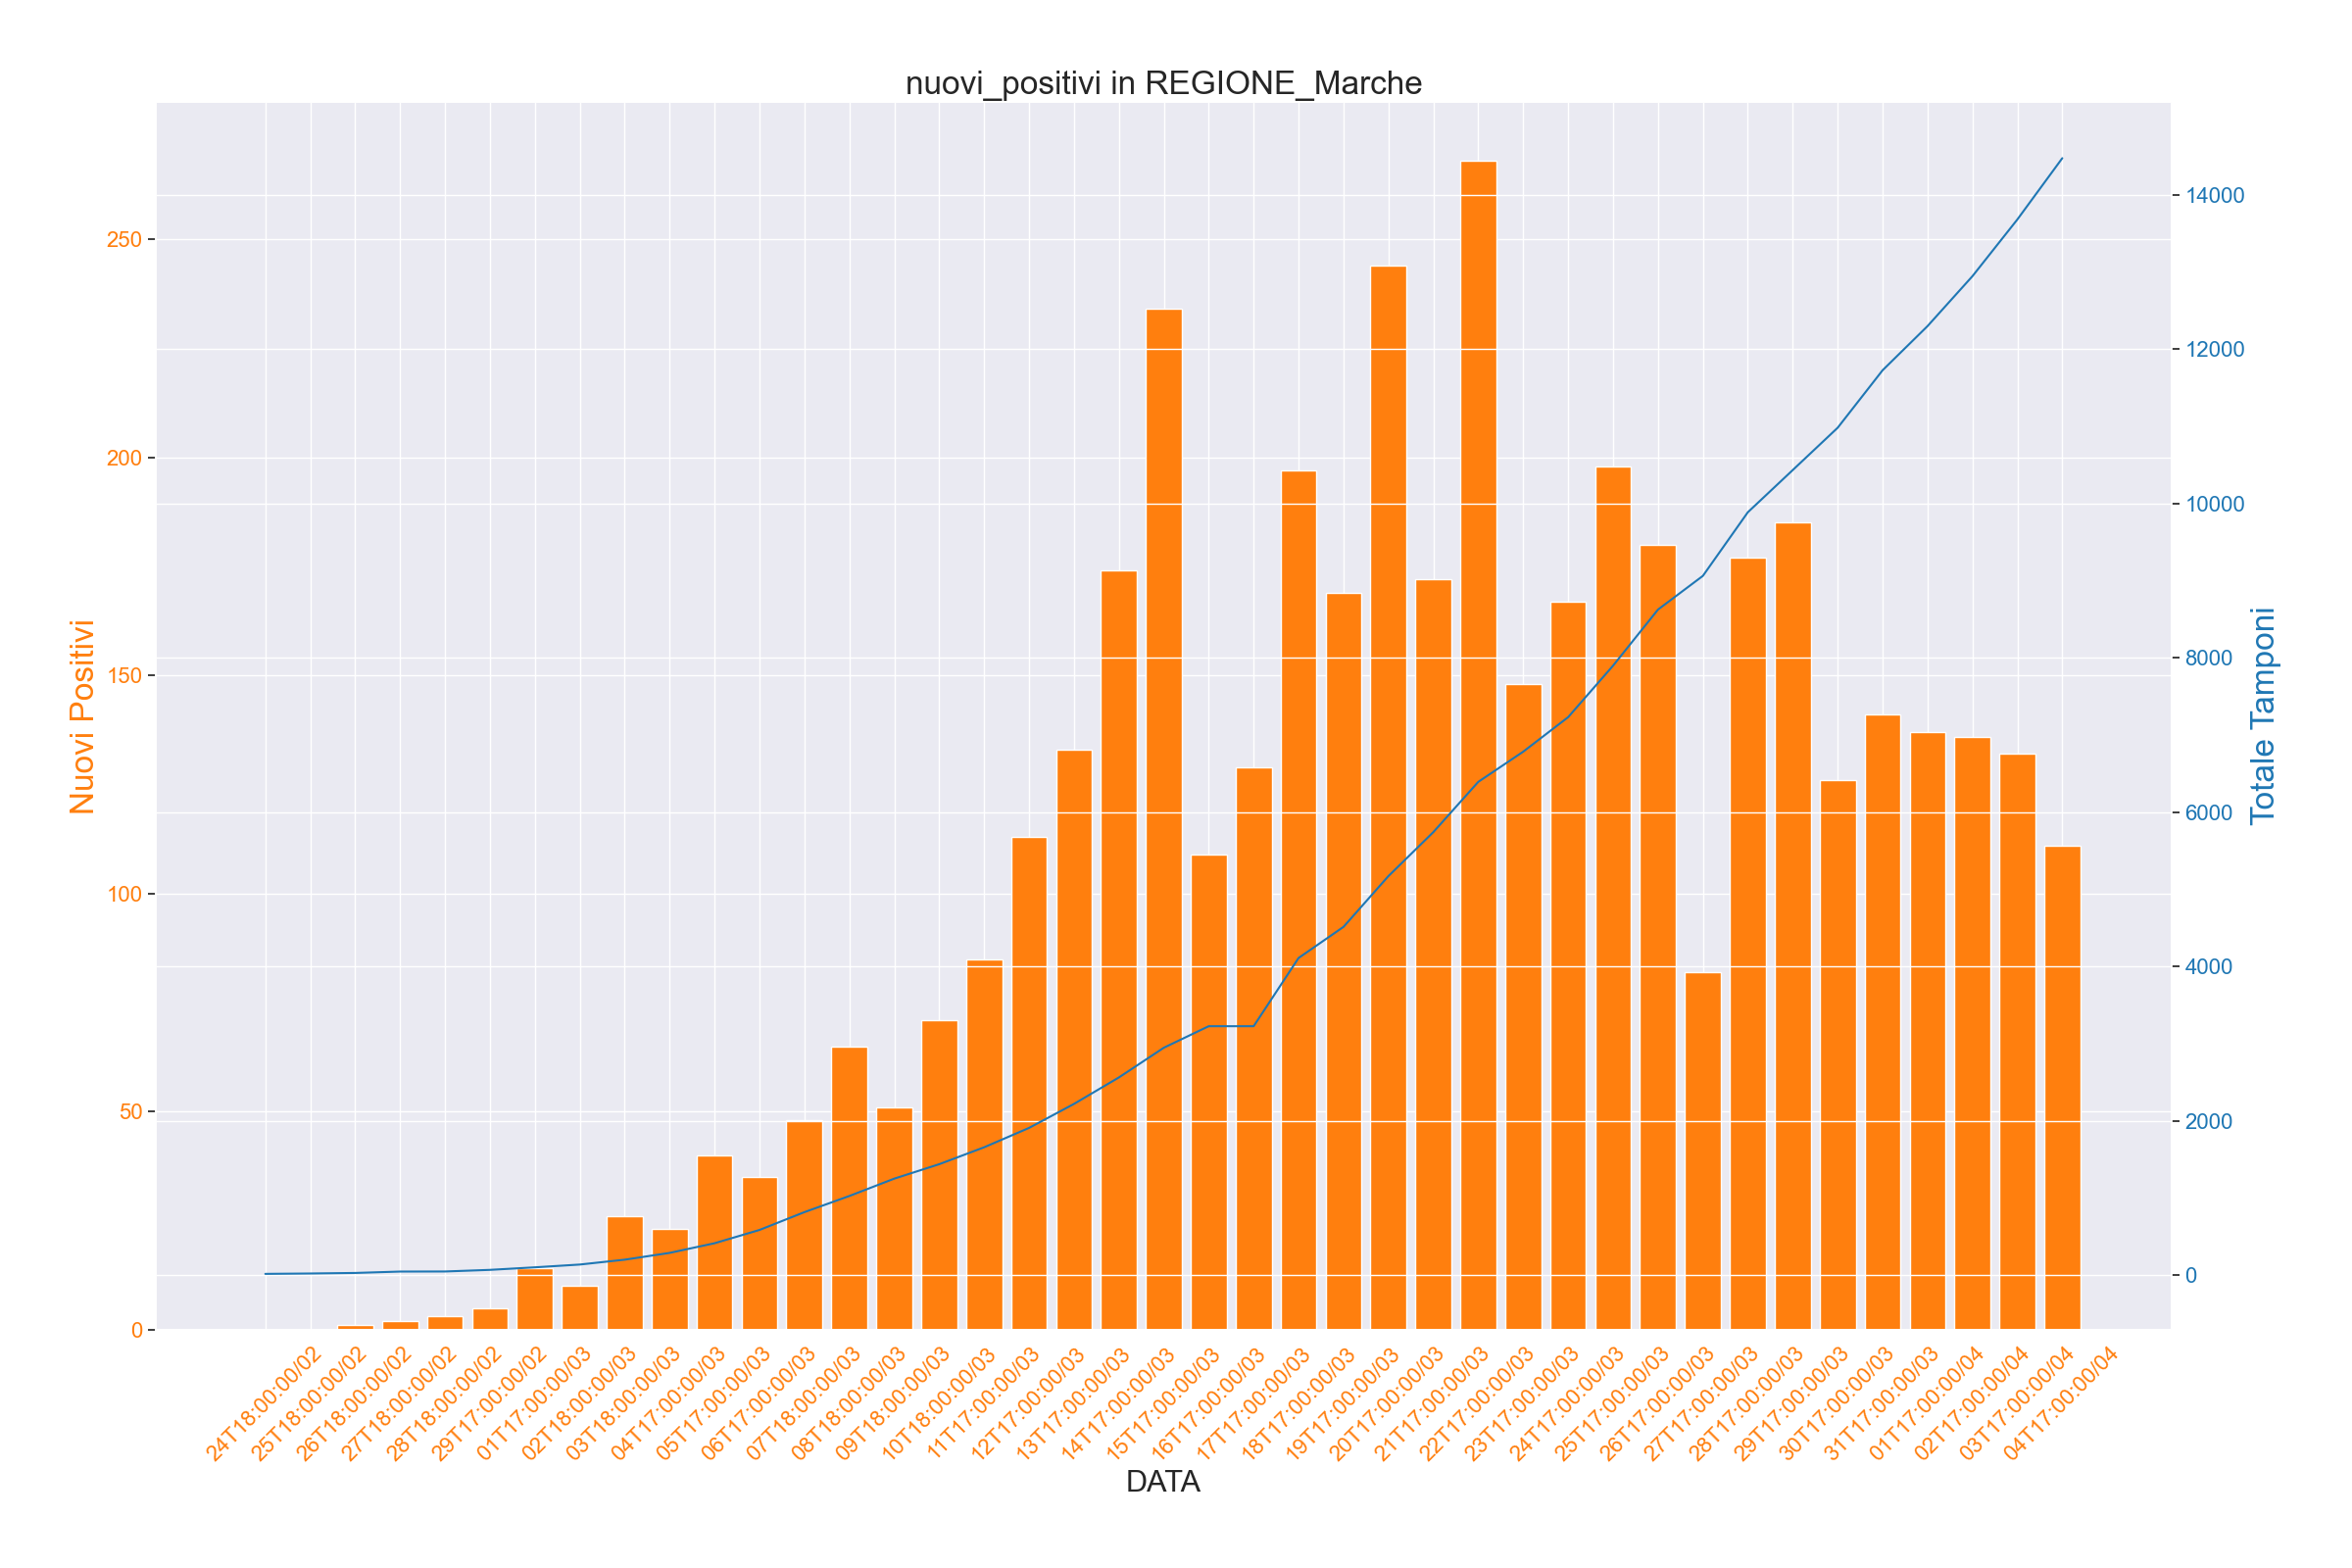 nuovi_positivi in REGIONE_Marche
Nuovi Positivi
250
200
150
100
50
0
14000
12000
10000
8000
6000
4000
2000
0
Totale Tamponi
24T18:00:00/02
25T18:00:00/02
26T18:00:00/02
27T18:00:00/02
28T18:00:00/02
29T17:00:00/02
01T17:00:00/03
02T18:00:00/03
03T18:00:00/03
04T17:00:00/03
05T17:00:00/03
06T17:00:00/03
07T18:00:00/03
08T18:00:00/03
09T18:00:00/03
10T18:00:00/03
11T17:00:00/03
12T17:00:00/03
13T17:00:00/03
14T17:00:00/03
15T17:00:00/03
16T17:00:00/03
17T17:00:00/03
18T17:00:00/03
19T17:00:00/03
20T17:00:00/03
21T17:00:00/03
22T17:00:00/03
23T17:00:00/03
24T17:00:00/03
25T17:00:00/03
26T17:00:00/03
27T17:00:00/03
28T17:00:00/03
29T17:00:00/03
30T17:00:00/03
31T17:00:00/03
01T17:00:00/04
02T17:00:00/04
03T17:00:00/04
04T17:00:00/04
DATA